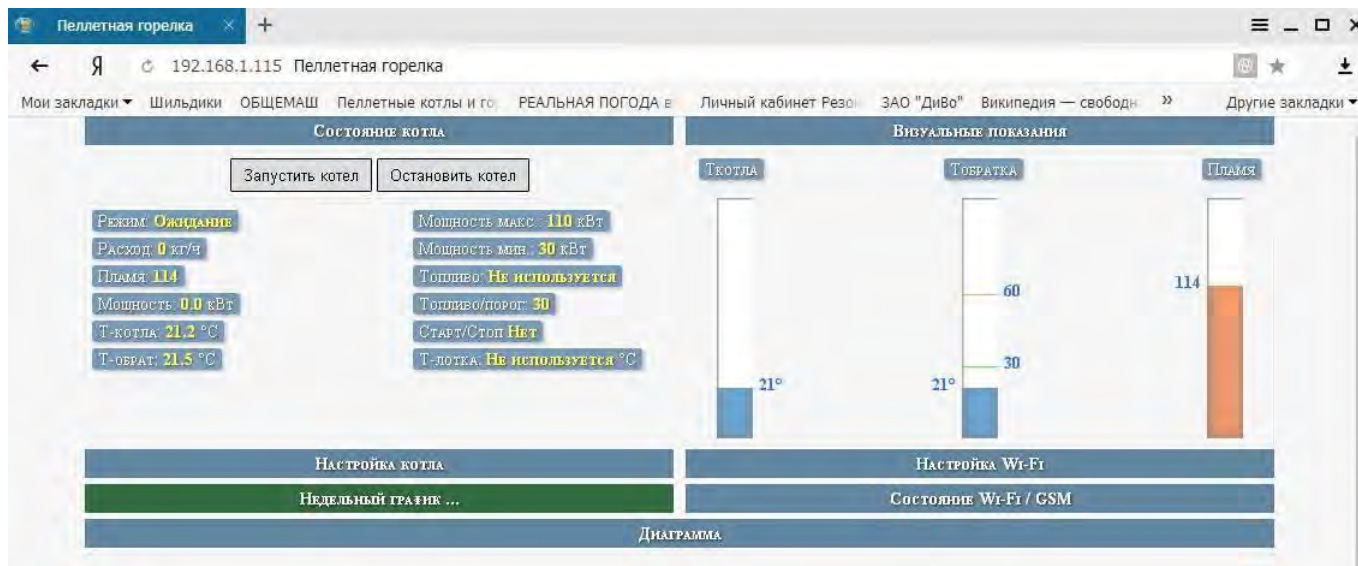 Пеллетная горелка
192.168.1.115 Пеллетная горелка
Мои закладки Шильдики ОБЩЕМАШ Пеллетные котлы и го РЕАЛЬНАЯ ПОГОДА в Личный кабинет Резо ЗАО "ДиВо" Википедия — свободн » Другие закладки
Состояние котла
Запустить котел Остановить котел
Режим: Ожидание Мощность макс.: 110 кВт
Расход: 0 кг/ч Мощность мин.: 30 кВт
Пламя: 114 Топливо: Не используется
Мощность: 0.0 кВт Топливо/порог: 30
Т-котла: 21.2 °C Старт/Стоп Нет
Т-обрат: 21.5 °C Т-лотка: Не используется °C
Визуальные показания
Ткотла Тобратка Пламя
60 114
30
21° 21°
Настройка котла Настройка Wi-Fi
Недельный график ... Состояние Wi-Fi / GSM
Диаграмма